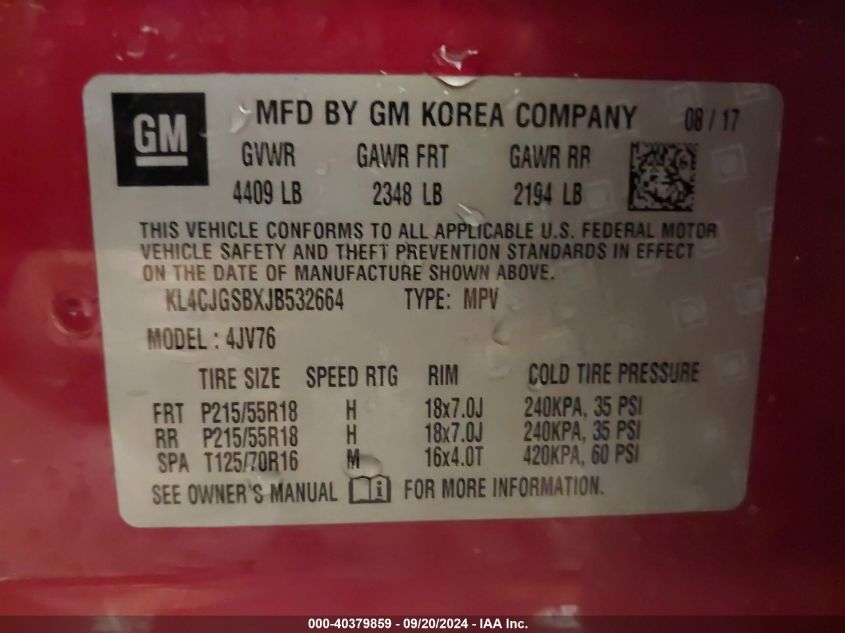 GM
MFD BY GM KOREA COMPANY 08 / 17
GVWR GAWR FRT GAWR RR
4409 LB 2348 LB 2194 LB
THIS VEHICLE CONFORMS TO ALL APPLICABLE U.S. FEDERAL MOTOR
VEHICLE SAFETY AND THEFT PREVENTION STANDARDS IN EFFECT
ON THE DATE OF MANUFACTURE SHOWN ABOVE.
KL4CJGSBXJB532664 TYPE: MPV
MODEL : 4JV76
TIRE SIZE SPEED RTG RIM COLD TIRE PRESSURE
FRT P215/55R18 H 18x7.0J 240KPA, 35 PSI
RR P215/55R18 H 18x7.0J 240KPA, 35 PSI
SPA T125/70R16 M 16x4.0T 420KPA, 60 PSI
SEE OWNER'S MANUAL FOR MORE INFORMATION.
000-40379859 - 09/20/2024 - IAA Inc.